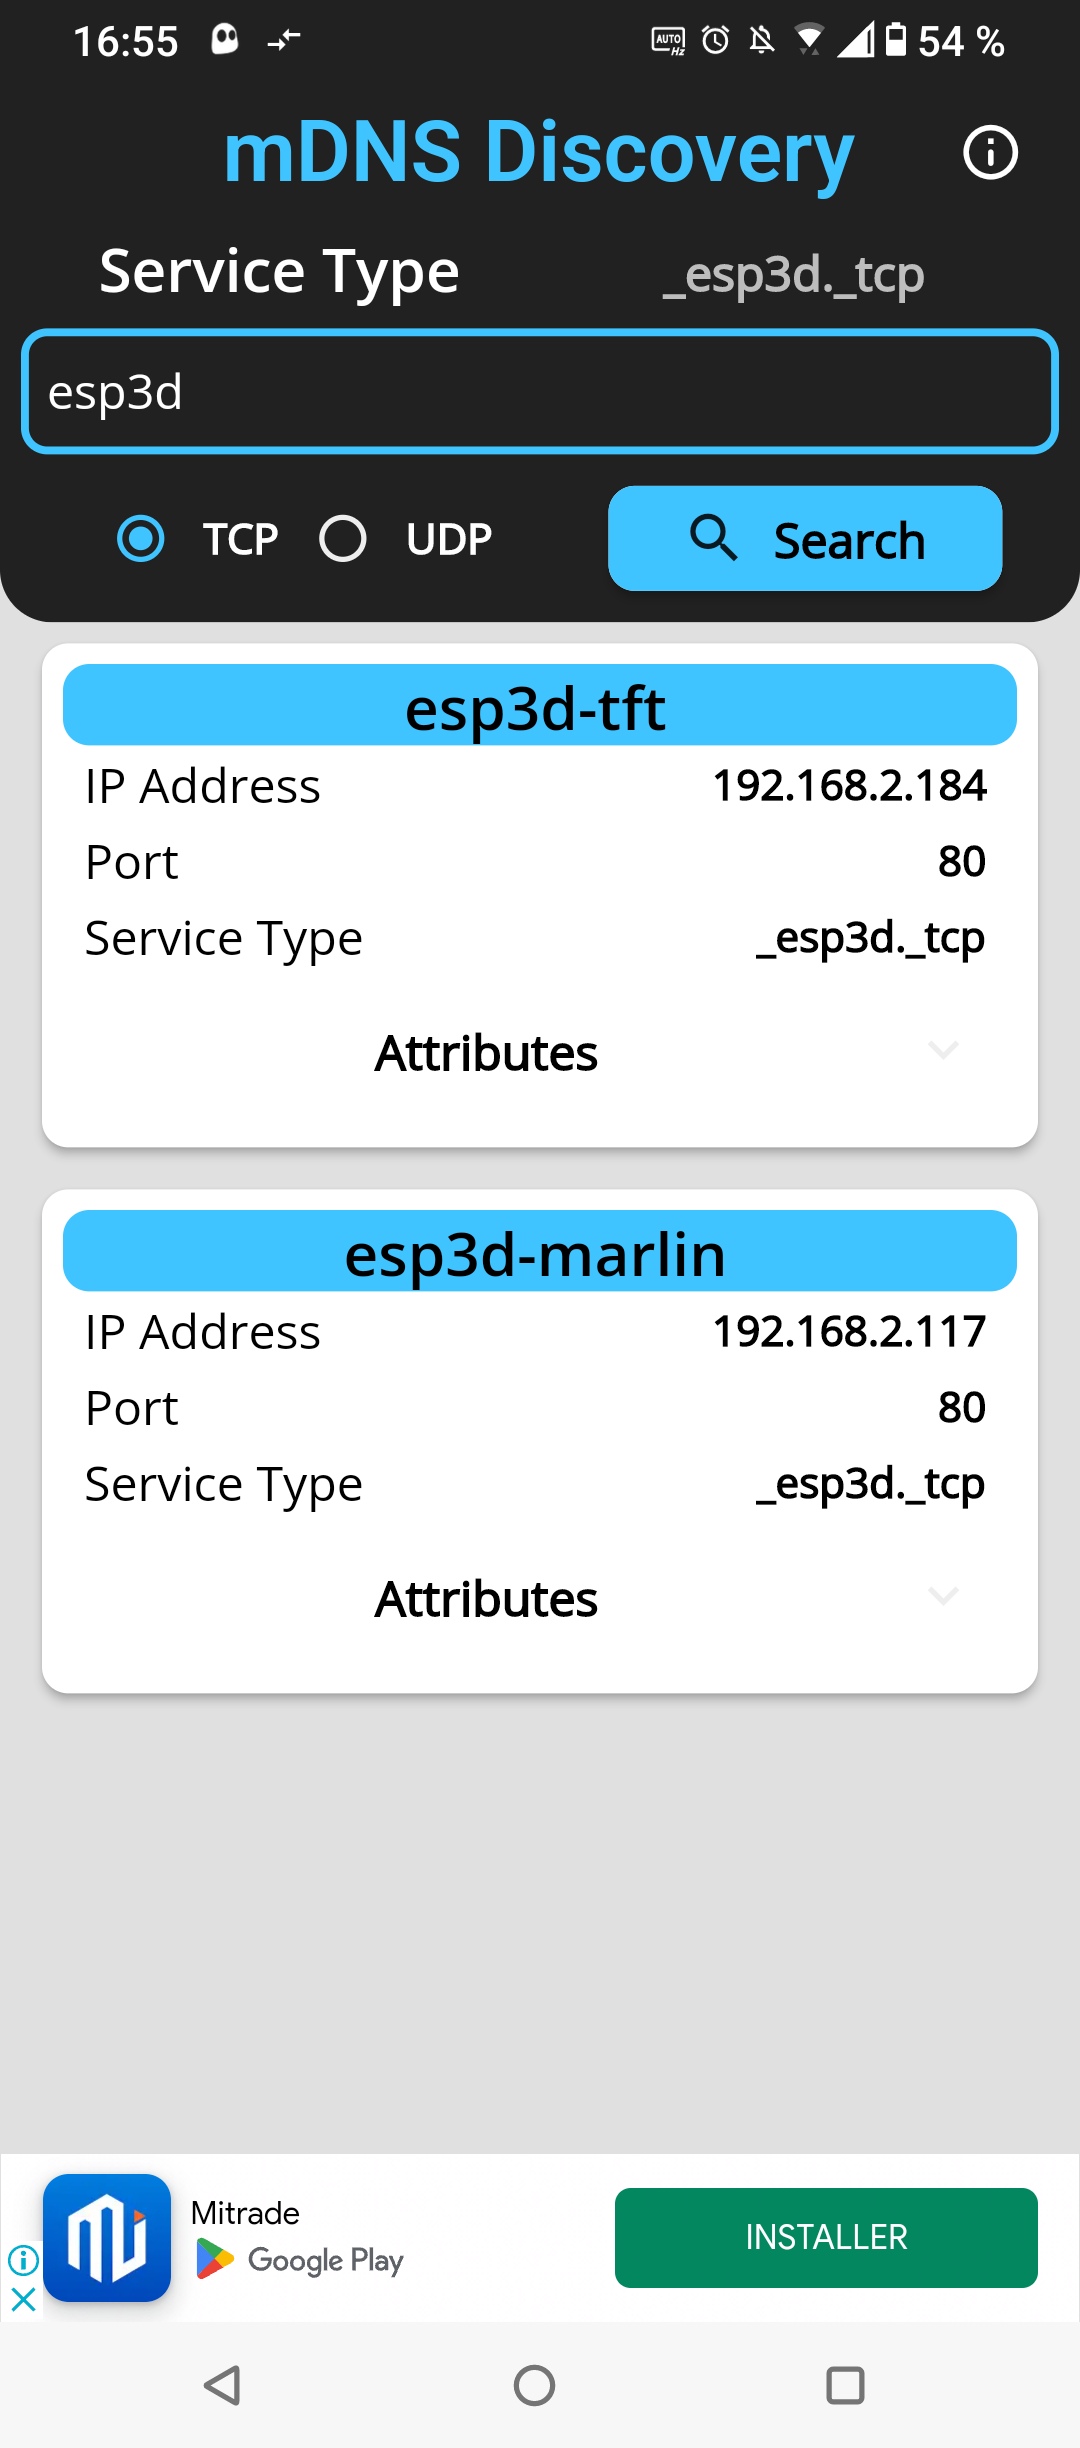 16:55 AUTO Hz 54 %
mDNS Discovery
Service Type _esp3d._tcp
esp3d
TCP UDP Search
esp3d-tft
IP Address 192.168.2.184
Port 80
Service Type _esp3d._tcp
Attributes
esp3d-marlin
IP Address 192.168.2.117
Port 80
Service Type _esp3d._tcp
Attributes
Mitrade
Google Play
INSTALLER